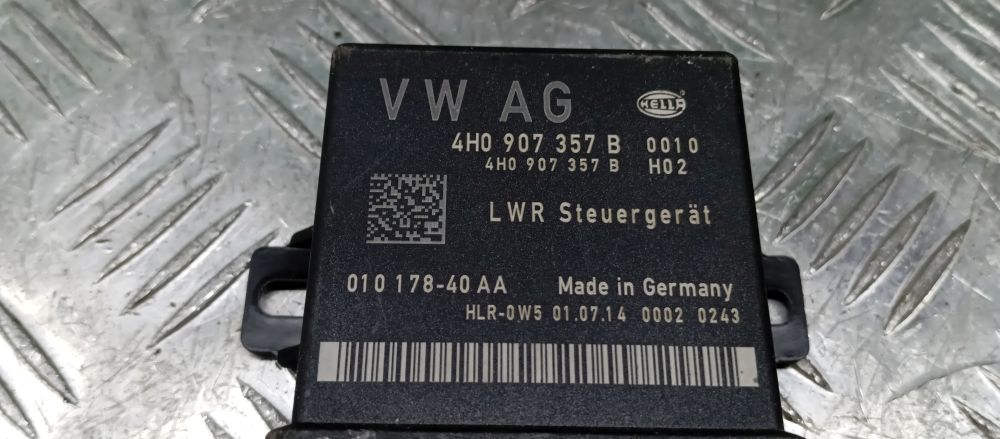 VW AG
HELLA
4H0 907 357 B 0010
4H0 907 357 B H02
LWR Steuergerät
010 178-40 AA Made in Germany
HLR-0W5 01.07.14 0002 0243